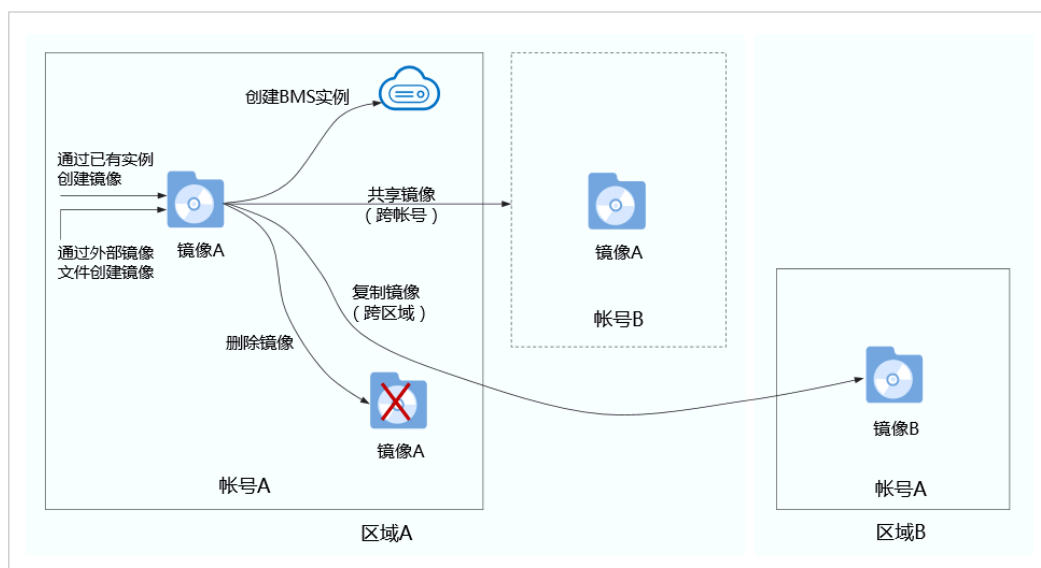 创建BMS实例
通过已有实例
创建镜像
镜像A
通过外部镜像
文件创建镜像
共享镜像
（跨帐号）
镜像A
帐号B
复制镜像
（跨区域）
删除镜像
镜像A
帐号A
区域A
镜像B
帐号A
区域B